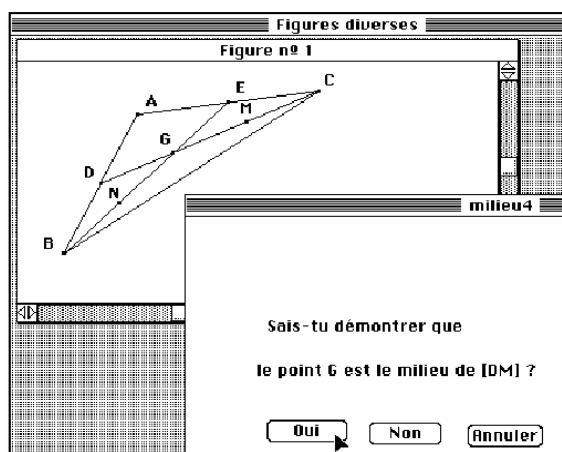 Figures diverses
Figure nº 1
A
E
C
M
G
D
N
B
milieu4
Sais-tu démontrer que
le point G est le milieu de [DM] ?
Oui
Non
Annuler